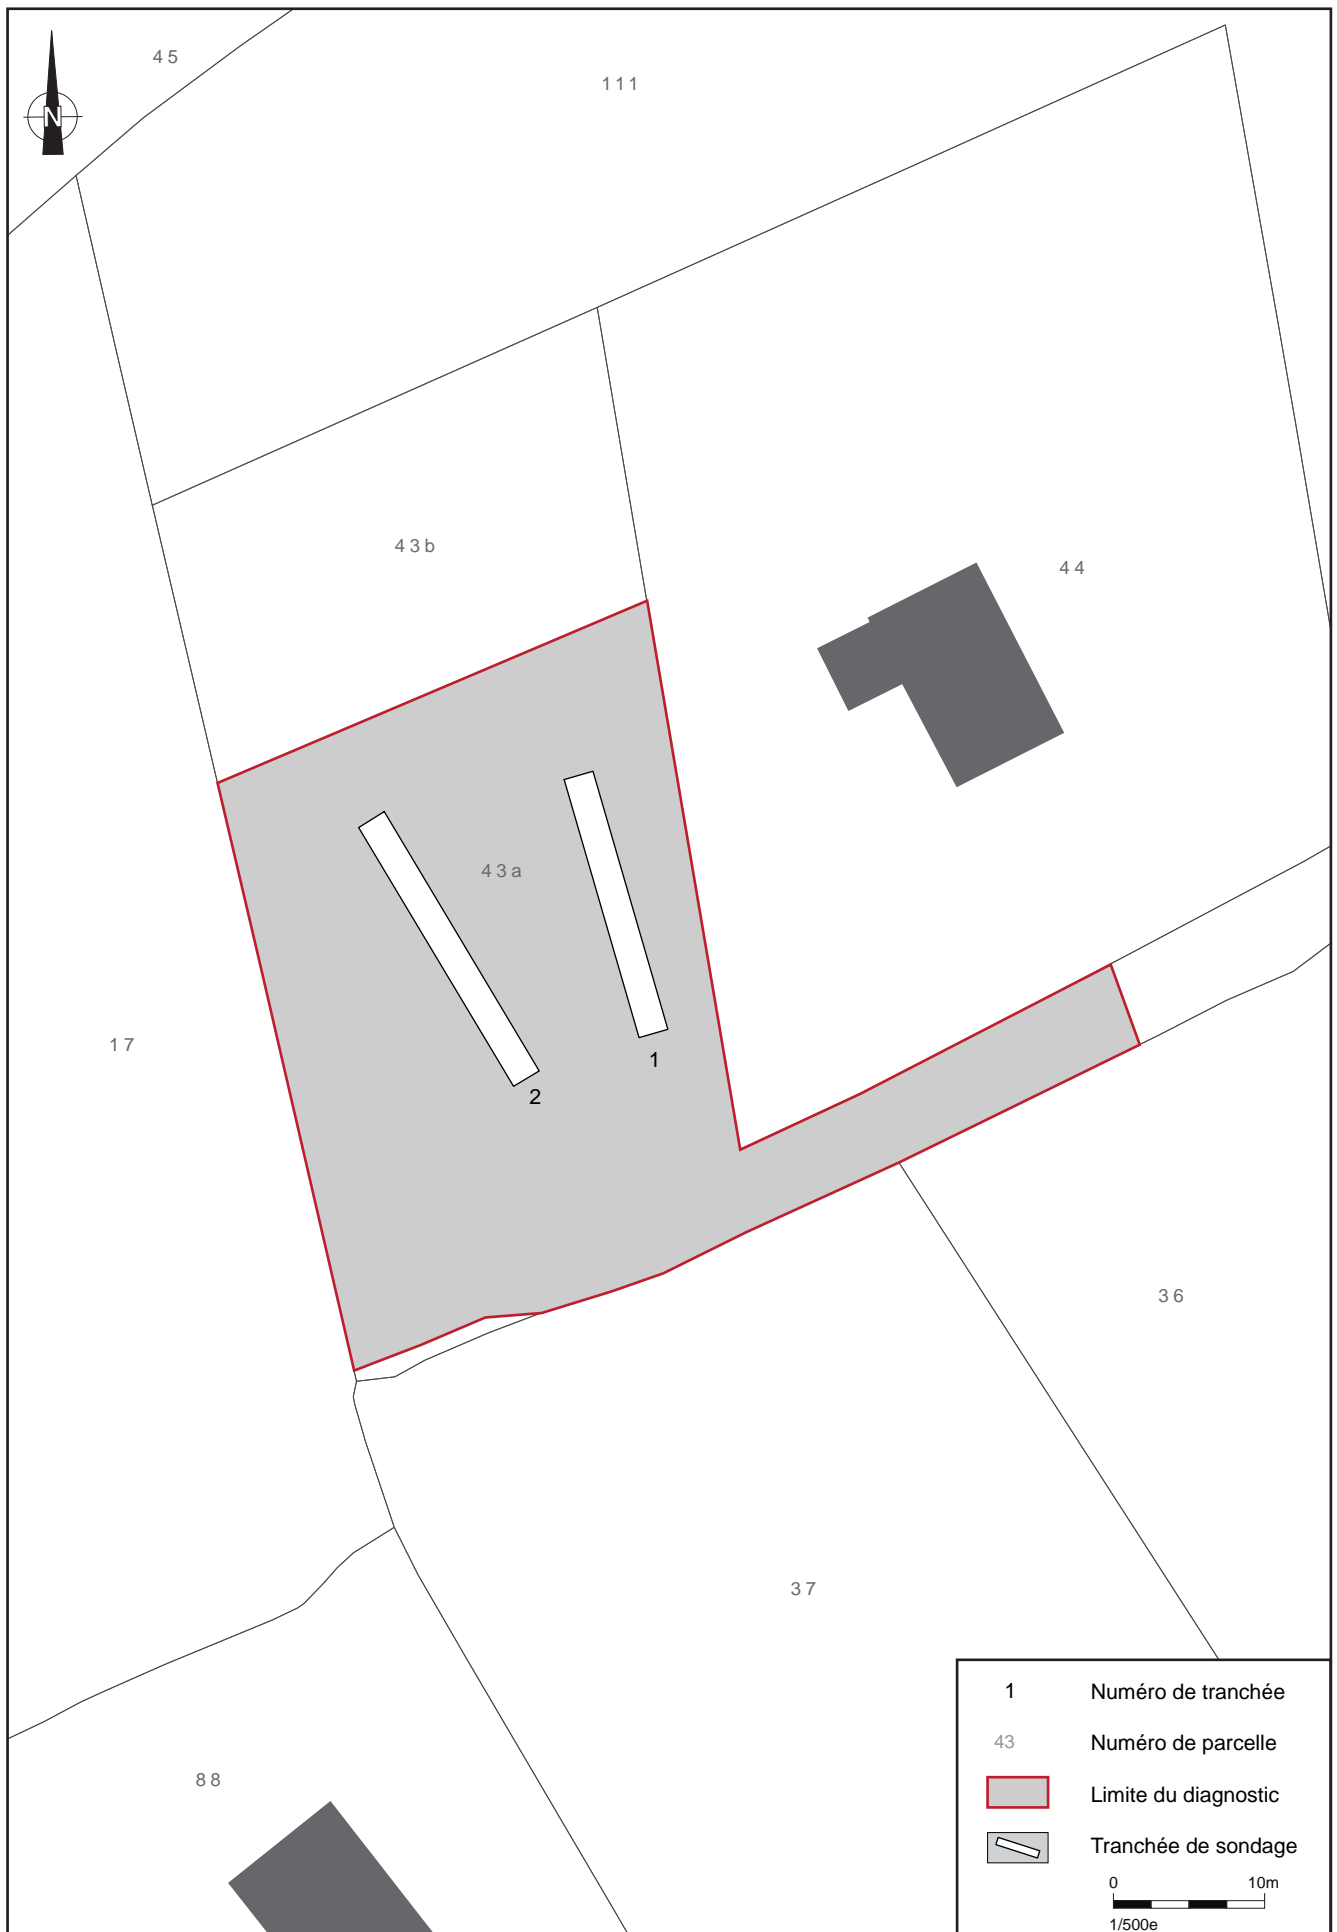 45
111
N
43b
44
43a
17
1
2
36
37
88
1 Numéro de tranchée
43 Numéro de parcelle
Limite du diagnostic
Tranchée de sondage
0 10m
1/500e